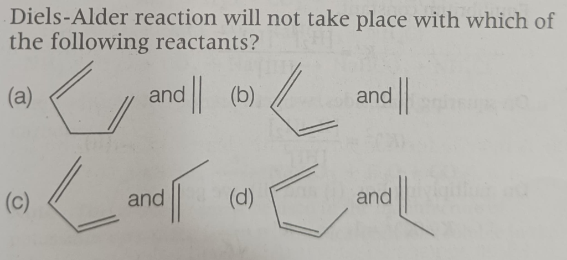 Diels-Alder reaction will not take place with which of
the following reactants?
(a) and (b) and
(c) and (d) and